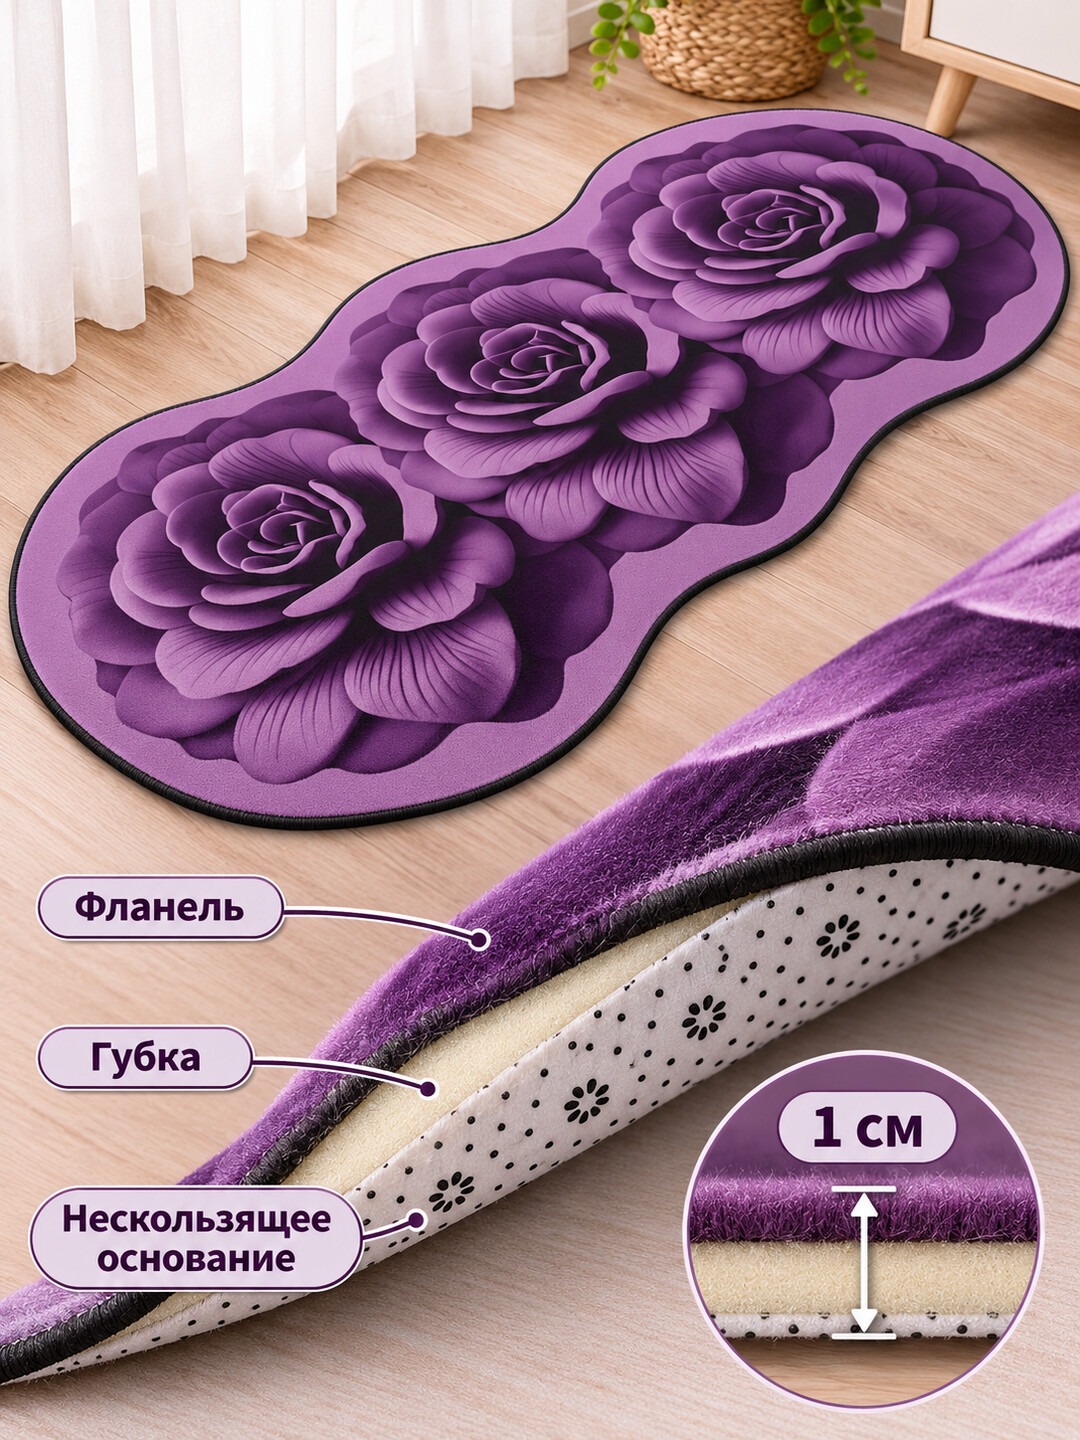 Фланель
Губка
Нескользящее
основание
1 см